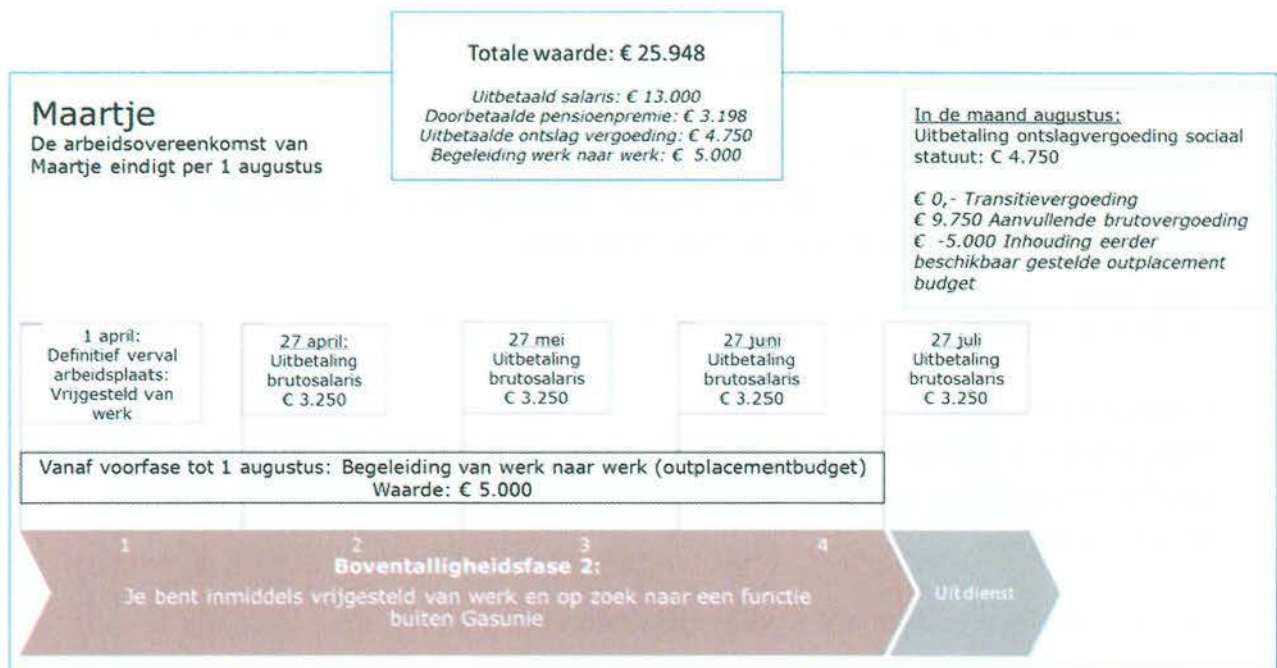 Totale waarde: € 25.948
Uitbetaald salaris: € 13.000
Doorbetaalde pensioenpremie: € 3.198
Uitbetaalde ontslag vergoeding: € 4.750
Begeleiding werk naar werk: € 5.000
Maartje
De arbeidsovereenkomst van
Maartje eindigt per 1 augustus
In de maand augustus:
Uitbetaling ontslagvergoeding sociaal
statuut: € 4.750
€ 0,- Transitievergoeding
€ 9.750 Aanvullende brutovergoeding
€ -5.000 Inhouding eerder
beschikbaar gestelde outplacement
budget
1 april:
Definitief verval
arbeidsplaats:
Vrijgesteld van
werk
27 april:
Uitbetaling
brutosalaris
€ 3.250
27 mei
Uitbetaling
brutosalaris
€ 3.250
27 juni
Uitbetaling
brutosalaris
€ 3.250
27 juli
Uitbetaling
brutosalaris
€ 3.250
Vanaf voorfase tot 1 augustus: Begeleiding van werk naar werk (outplacementbudget)
Waarde: € 5.000
1 2 3 4
Boventalligheidsfase 2:
Je bent inmiddels vrijgesteld van werk en op zoek naar een functie
buiten Gasunie
Uit dienst